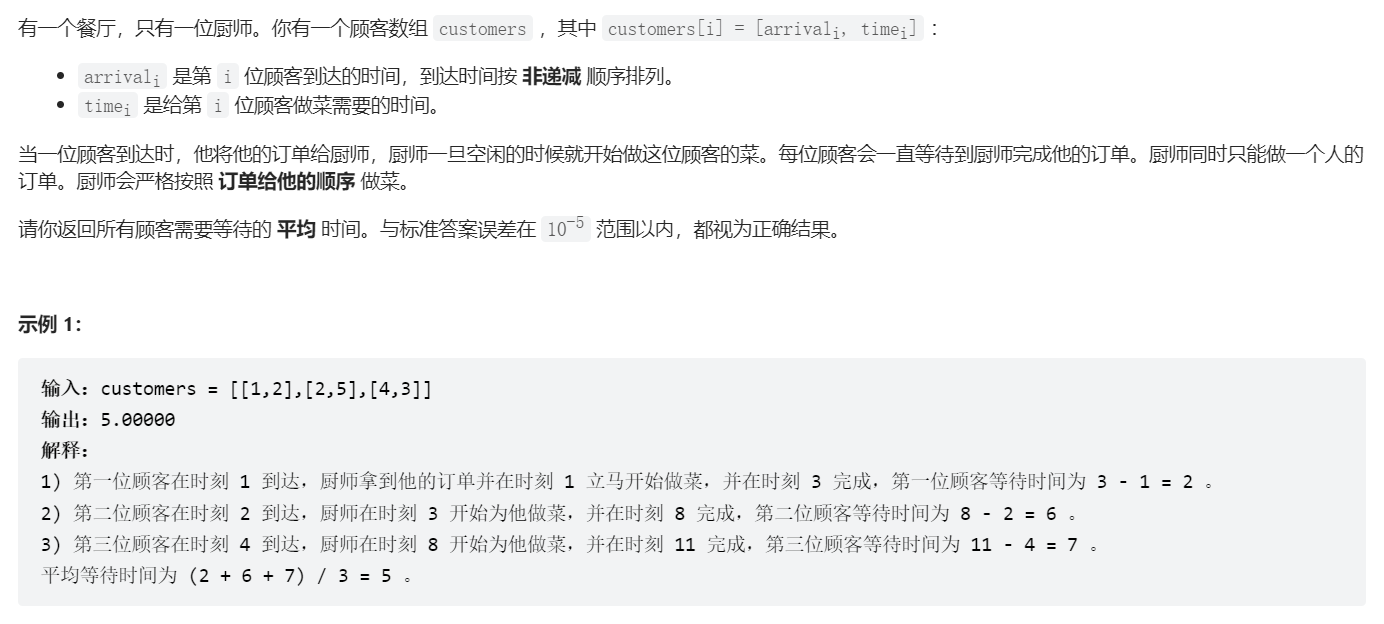 有一个餐厅，只有一位厨师。你有一个顾客数组 customers ，其中 customers[i] = [arrivalᵢ, timeᵢ] ：
• arrivalᵢ 是第 i 位顾客到达的时间，到达时间按 非递减 顺序排列。
• timeᵢ 是给第 i 位顾客做菜需要的时间。
当一位顾客到达时，他将他的订单给厨师，厨师一旦空闲的时候就开始做这位顾客的菜。每位顾客会一直等待到厨师完成他的订单。厨师同时只能做一个人的
订单。厨师会严格按照 订单给他的顺序 做菜。
请你返回所有顾客需要等待的 平均 时间。与标准答案误差在 10⁻⁵ 范围以内，都视为正确结果。
示例 1：
输入：customers = [[1,2],[2,5],[4,3]]
输出：5.00000
解释：
1) 第一位顾客在时刻 1 到达，厨师拿到他的订单并在时刻 1 立马开始做菜，并在时刻 3 完成，第一位顾客等待时间为 3 - 1 = 2 。
2) 第二位顾客在时刻 2 到达，厨师在时刻 3 开始为他做菜，并在时刻 8 完成，第二位顾客等待时间为 8 - 2 = 6 。
3) 第三位顾客在时刻 4 到达，厨师在时刻 8 开始为他做菜，并在时刻 11 完成，第三位顾客等待时间为 11 - 4 = 7 。
平均等待时间为 (2 + 6 + 7) / 3 = 5 。